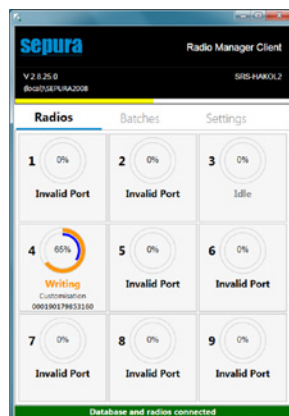 sepura
Radio Manager Client
V 2.8.25.0
SRS-HAKOL2
(local)\SEPURA2008
Radios Batches Settings
1 0% 2 0% 3 0%
Invalid Port Invalid Port Idle
4 65% 5 0% 6 0%
Writing Invalid Port Invalid Port
Customisation
000190179853160
7 0% 8 0% 9 0%
Invalid Port Invalid Port Invalid Port
Database and radios connected